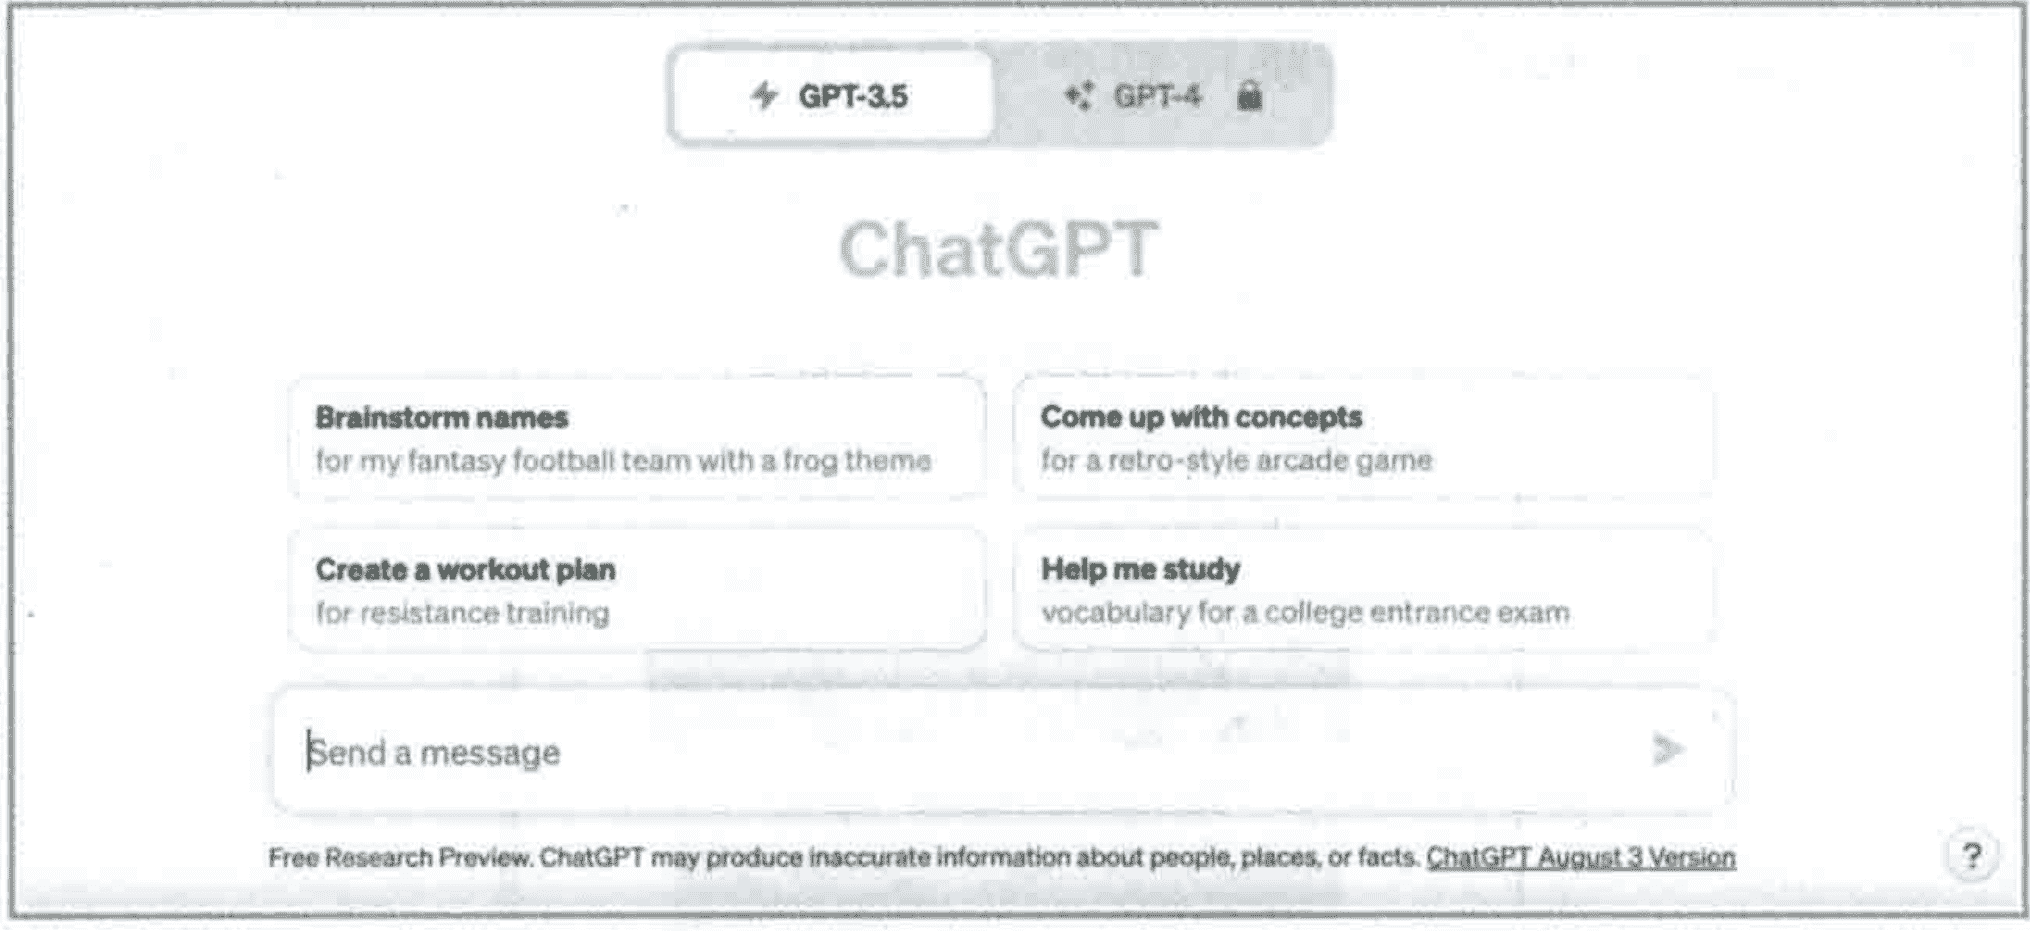 GPT-3.5 GPT-4
ChatGPT
Brainstorm names
for my fantasy football team with a frog theme
Come up with concepts
for a retro-style arcade game
Create a workout plan
for resistance training
Help me study
vocabulary for a college entrance exam
Send a message
Free Research Preview. ChatGPT may produce inaccurate information about people, places, or facts. ChatGPT August 3 Version
?